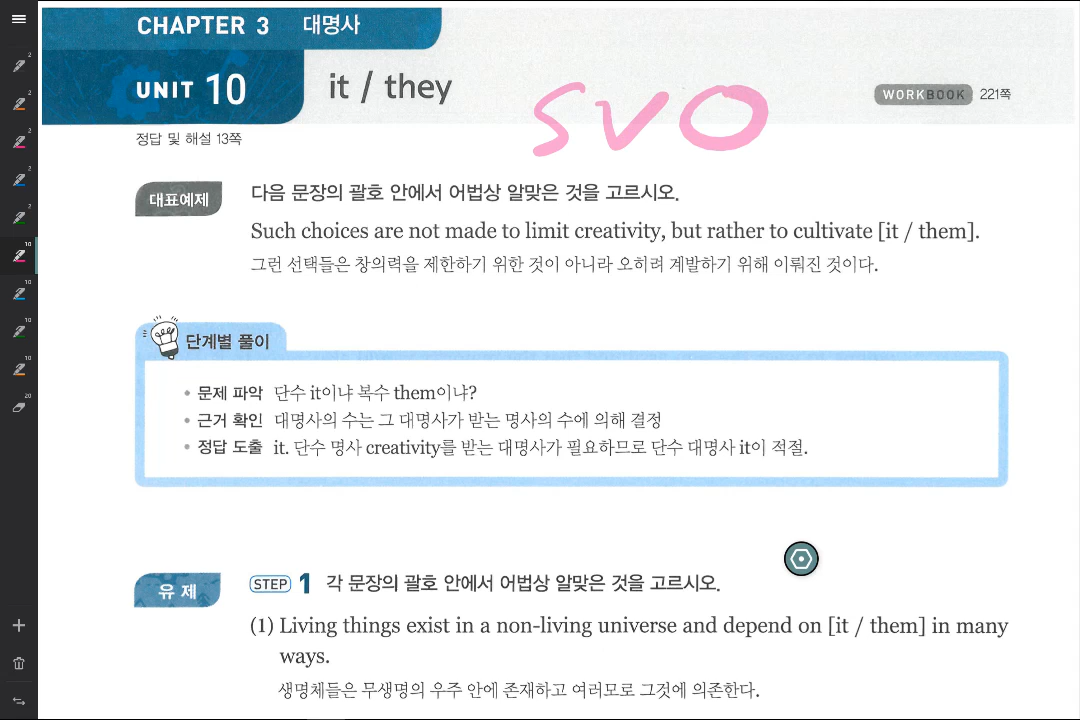 CHAPTER 3 대명사
UNIT 10 it / they
SVO
WORKBOOK 221쪽
정답 및 해설 13쪽
대표예제 다음 문장의 괄호 안에서 어법상 알맞은 것을 고르시오.
Such choices are not made to limit creativity, but rather to cultivate [it / them].
그런 선택들은 창의력을 제한하기 위한 것이 아니라 오히려 계발하기 위해 이뤄진 것이다.
단계별 풀이
• 문제 파악 단수 it이냐 복수 them이냐?
• 근거 확인 대명사의 수는 그 대명사가 받는 명사의 수에 의해 결정
• 정답 도출 it. 단수 명사 creativity를 받는 대명사가 필요하므로 단수 대명사 it이 적절.
유제 STEP 1 각 문장의 괄호 안에서 어법상 알맞은 것을 고르시오.
(1) Living things exist in a non-living universe and depend on [it / them] in many
ways.
생명체들은 무생명의 우주 안에 존재하고 여러모로 그것에 의존한다.
2
2
2
2
2
10
10
10
10
20